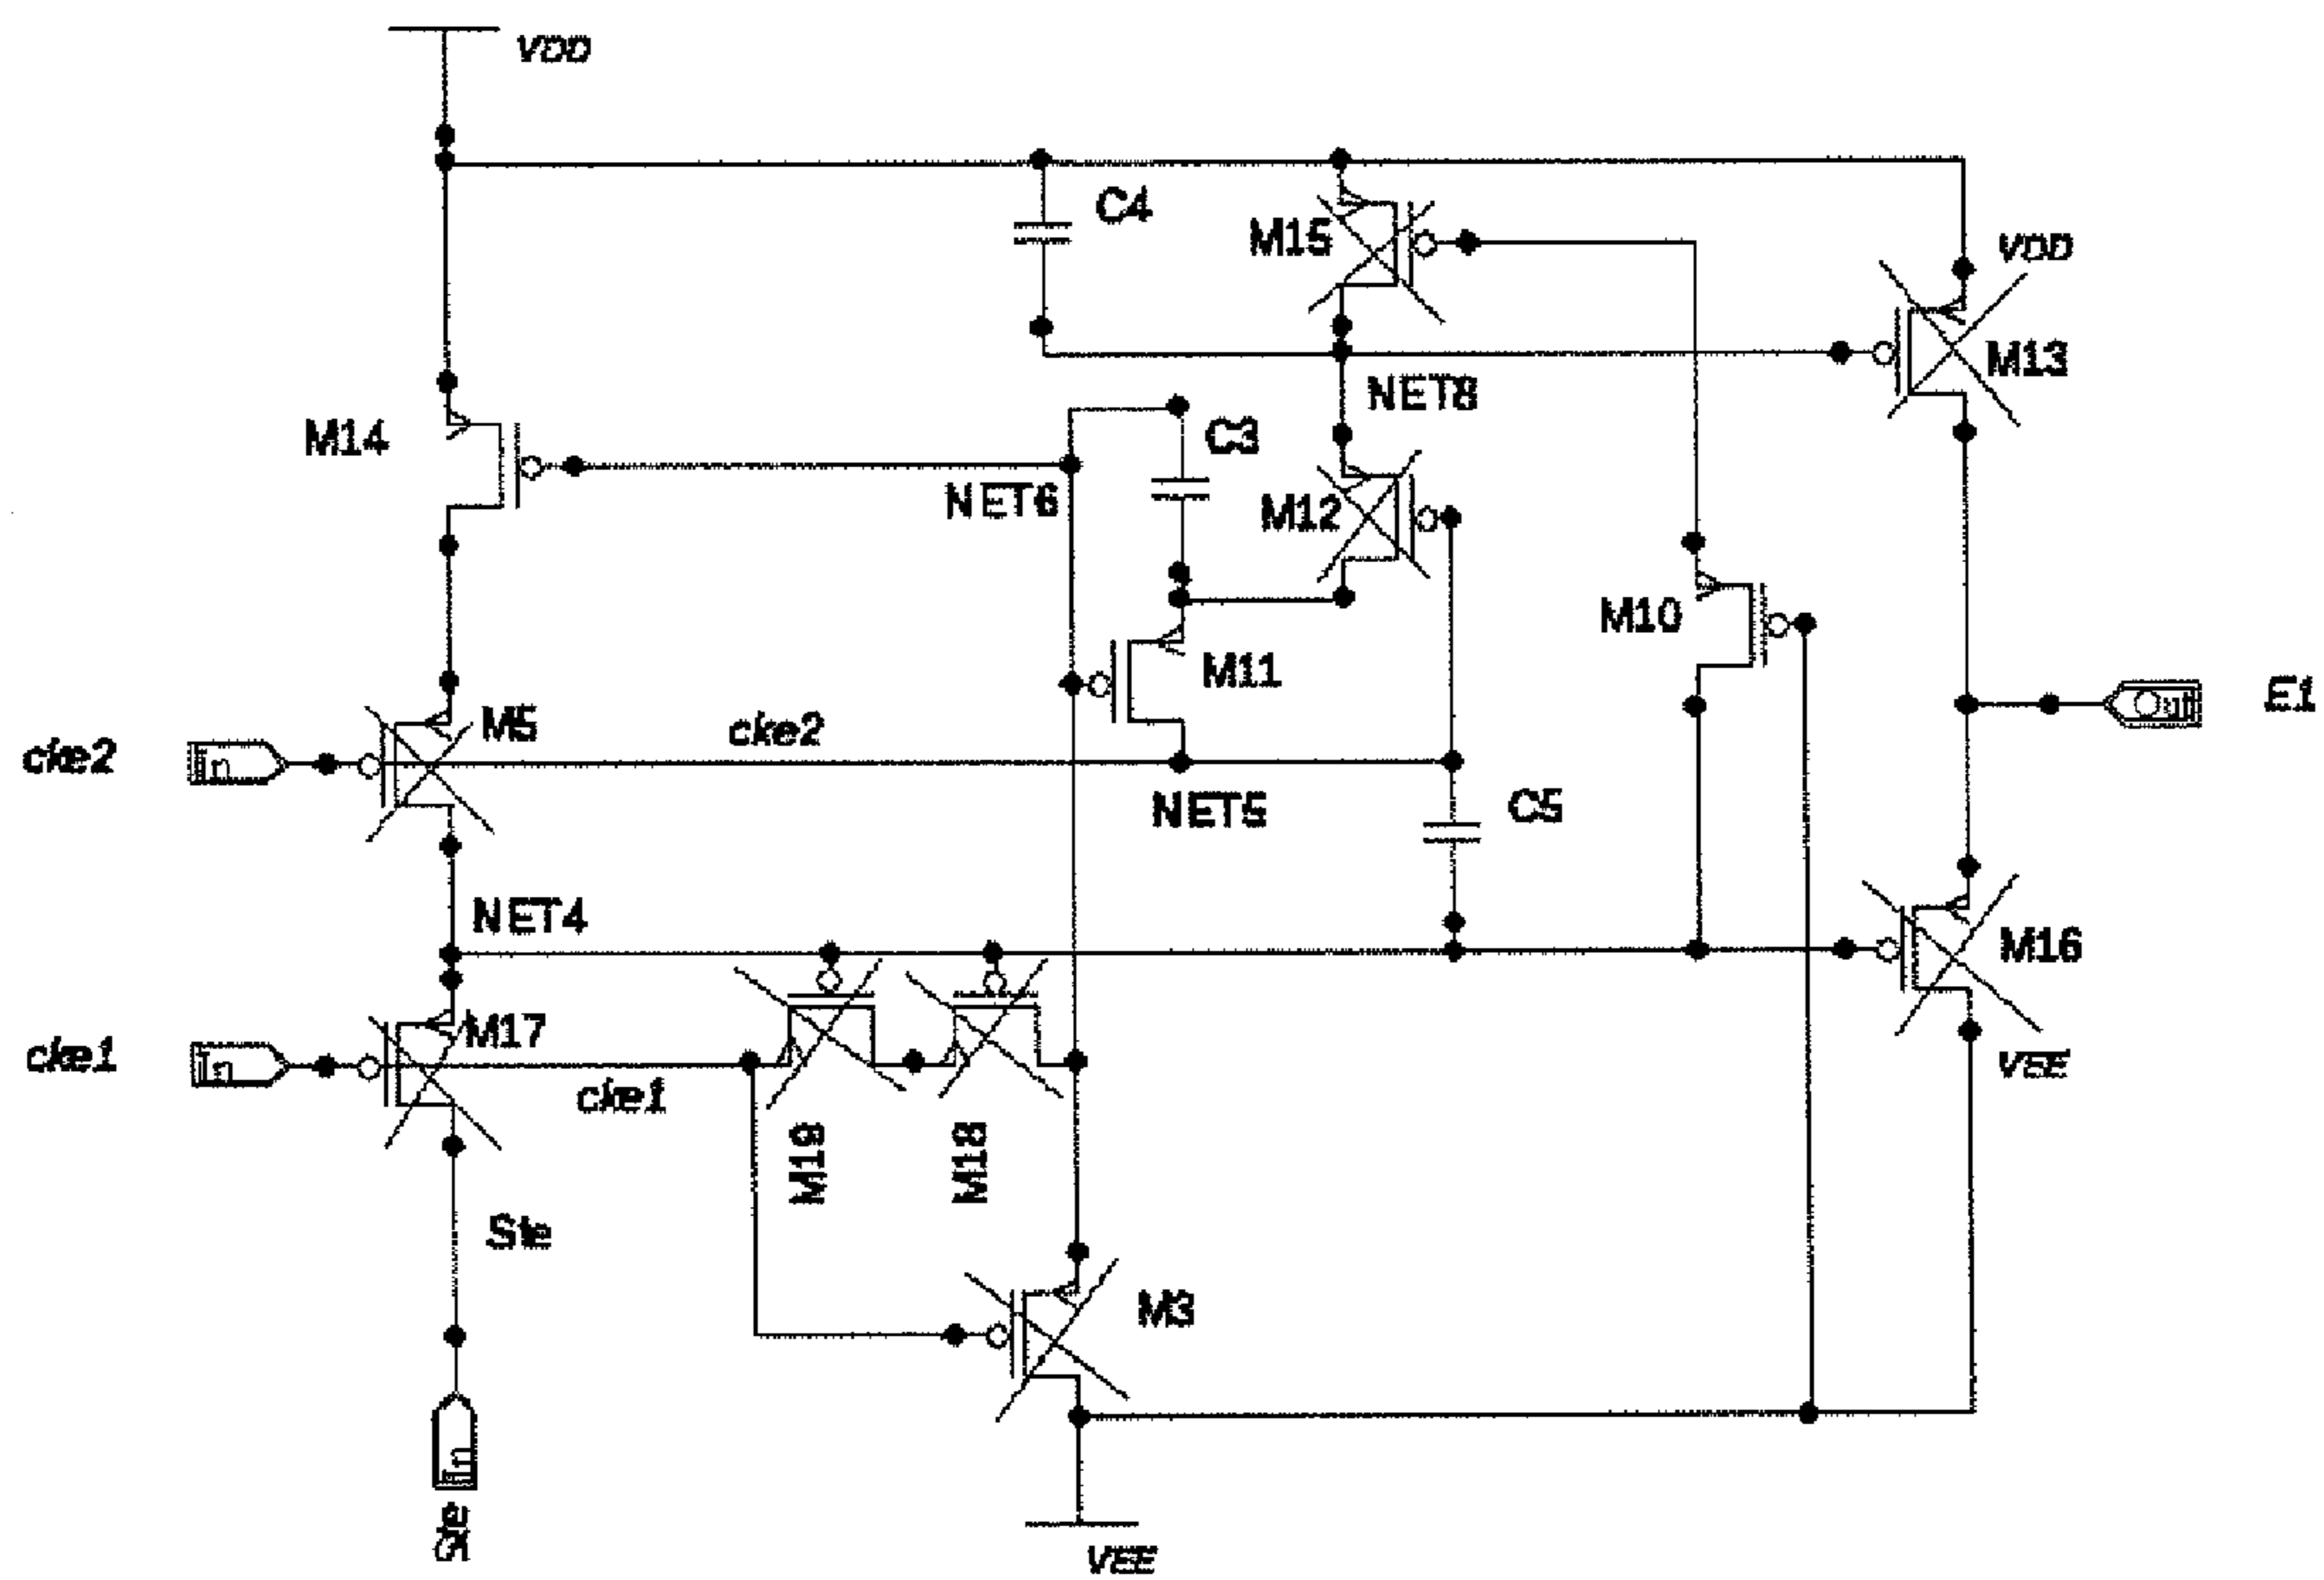 VDD
C4
M15
VDD
M13
NET8
M14
C3
NET6
M12
M10
M11
E1
Out
M5
cke2
cke2
In
NET5
C5
NET4
M16
M17
cke1
In
cke1
VEE
M19
M18
Ste
M3
In
Ste
VEE